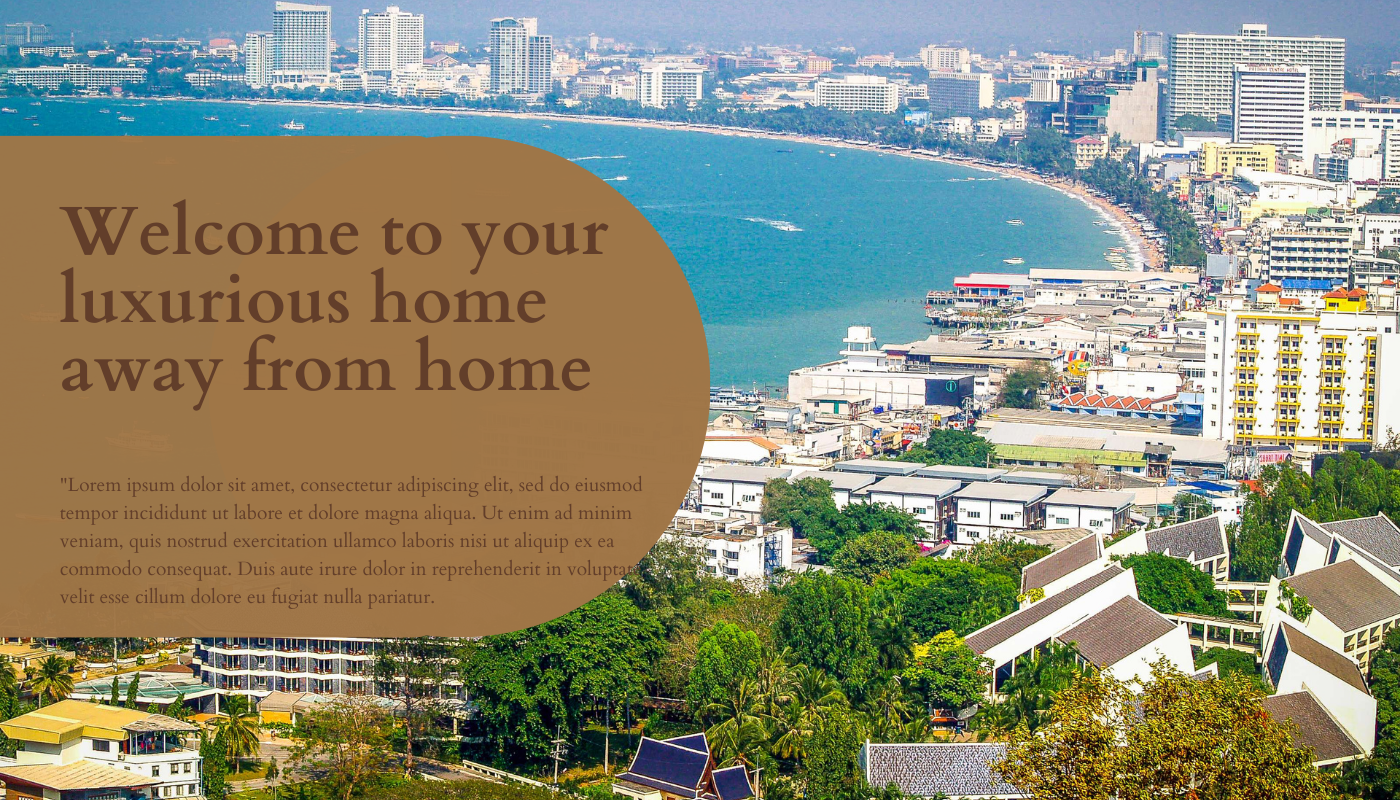 Welcome to your
luxurious home
away from home
"Lorem ipsum dolor sit amet, consectetur adipiscing elit, sed do eiusmod
tempor incididunt ut labore et dolore magna aliqua. Ut enim ad minim
veniam, quis nostrud exercitation ullamco laboris nisi ut aliquip ex ea
commodo consequat. Duis aute irure dolor in reprehenderit in voluptate
velit esse cillum dolore eu fugiat nulla pariatur.